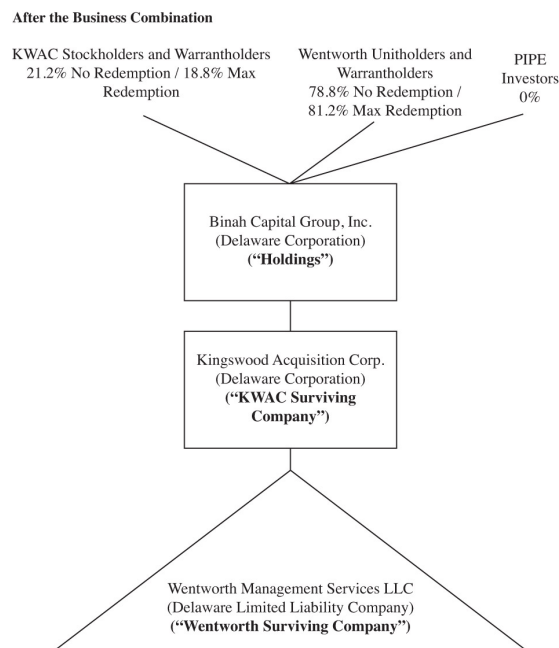 After the Business Combination
KWAC Stockholders and Warrantholders
21.2% No Redemption / 18.8% Max
Redemption
Wentworth Unitholders and
Warrantholders
78.8% No Redemption /
81.2% Max Redemption
PIPE
Investors
0%
Binah Capital Group, Inc.
(Delaware Corporation)
(“Holdings”)
Kingswood Acquisition Corp.
(Delaware Corporation)
(“KWAC Surviving
Company”)
Wentworth Management Services LLC
(Delaware Limited Liability Company)
(“Wentworth Surviving Company”)